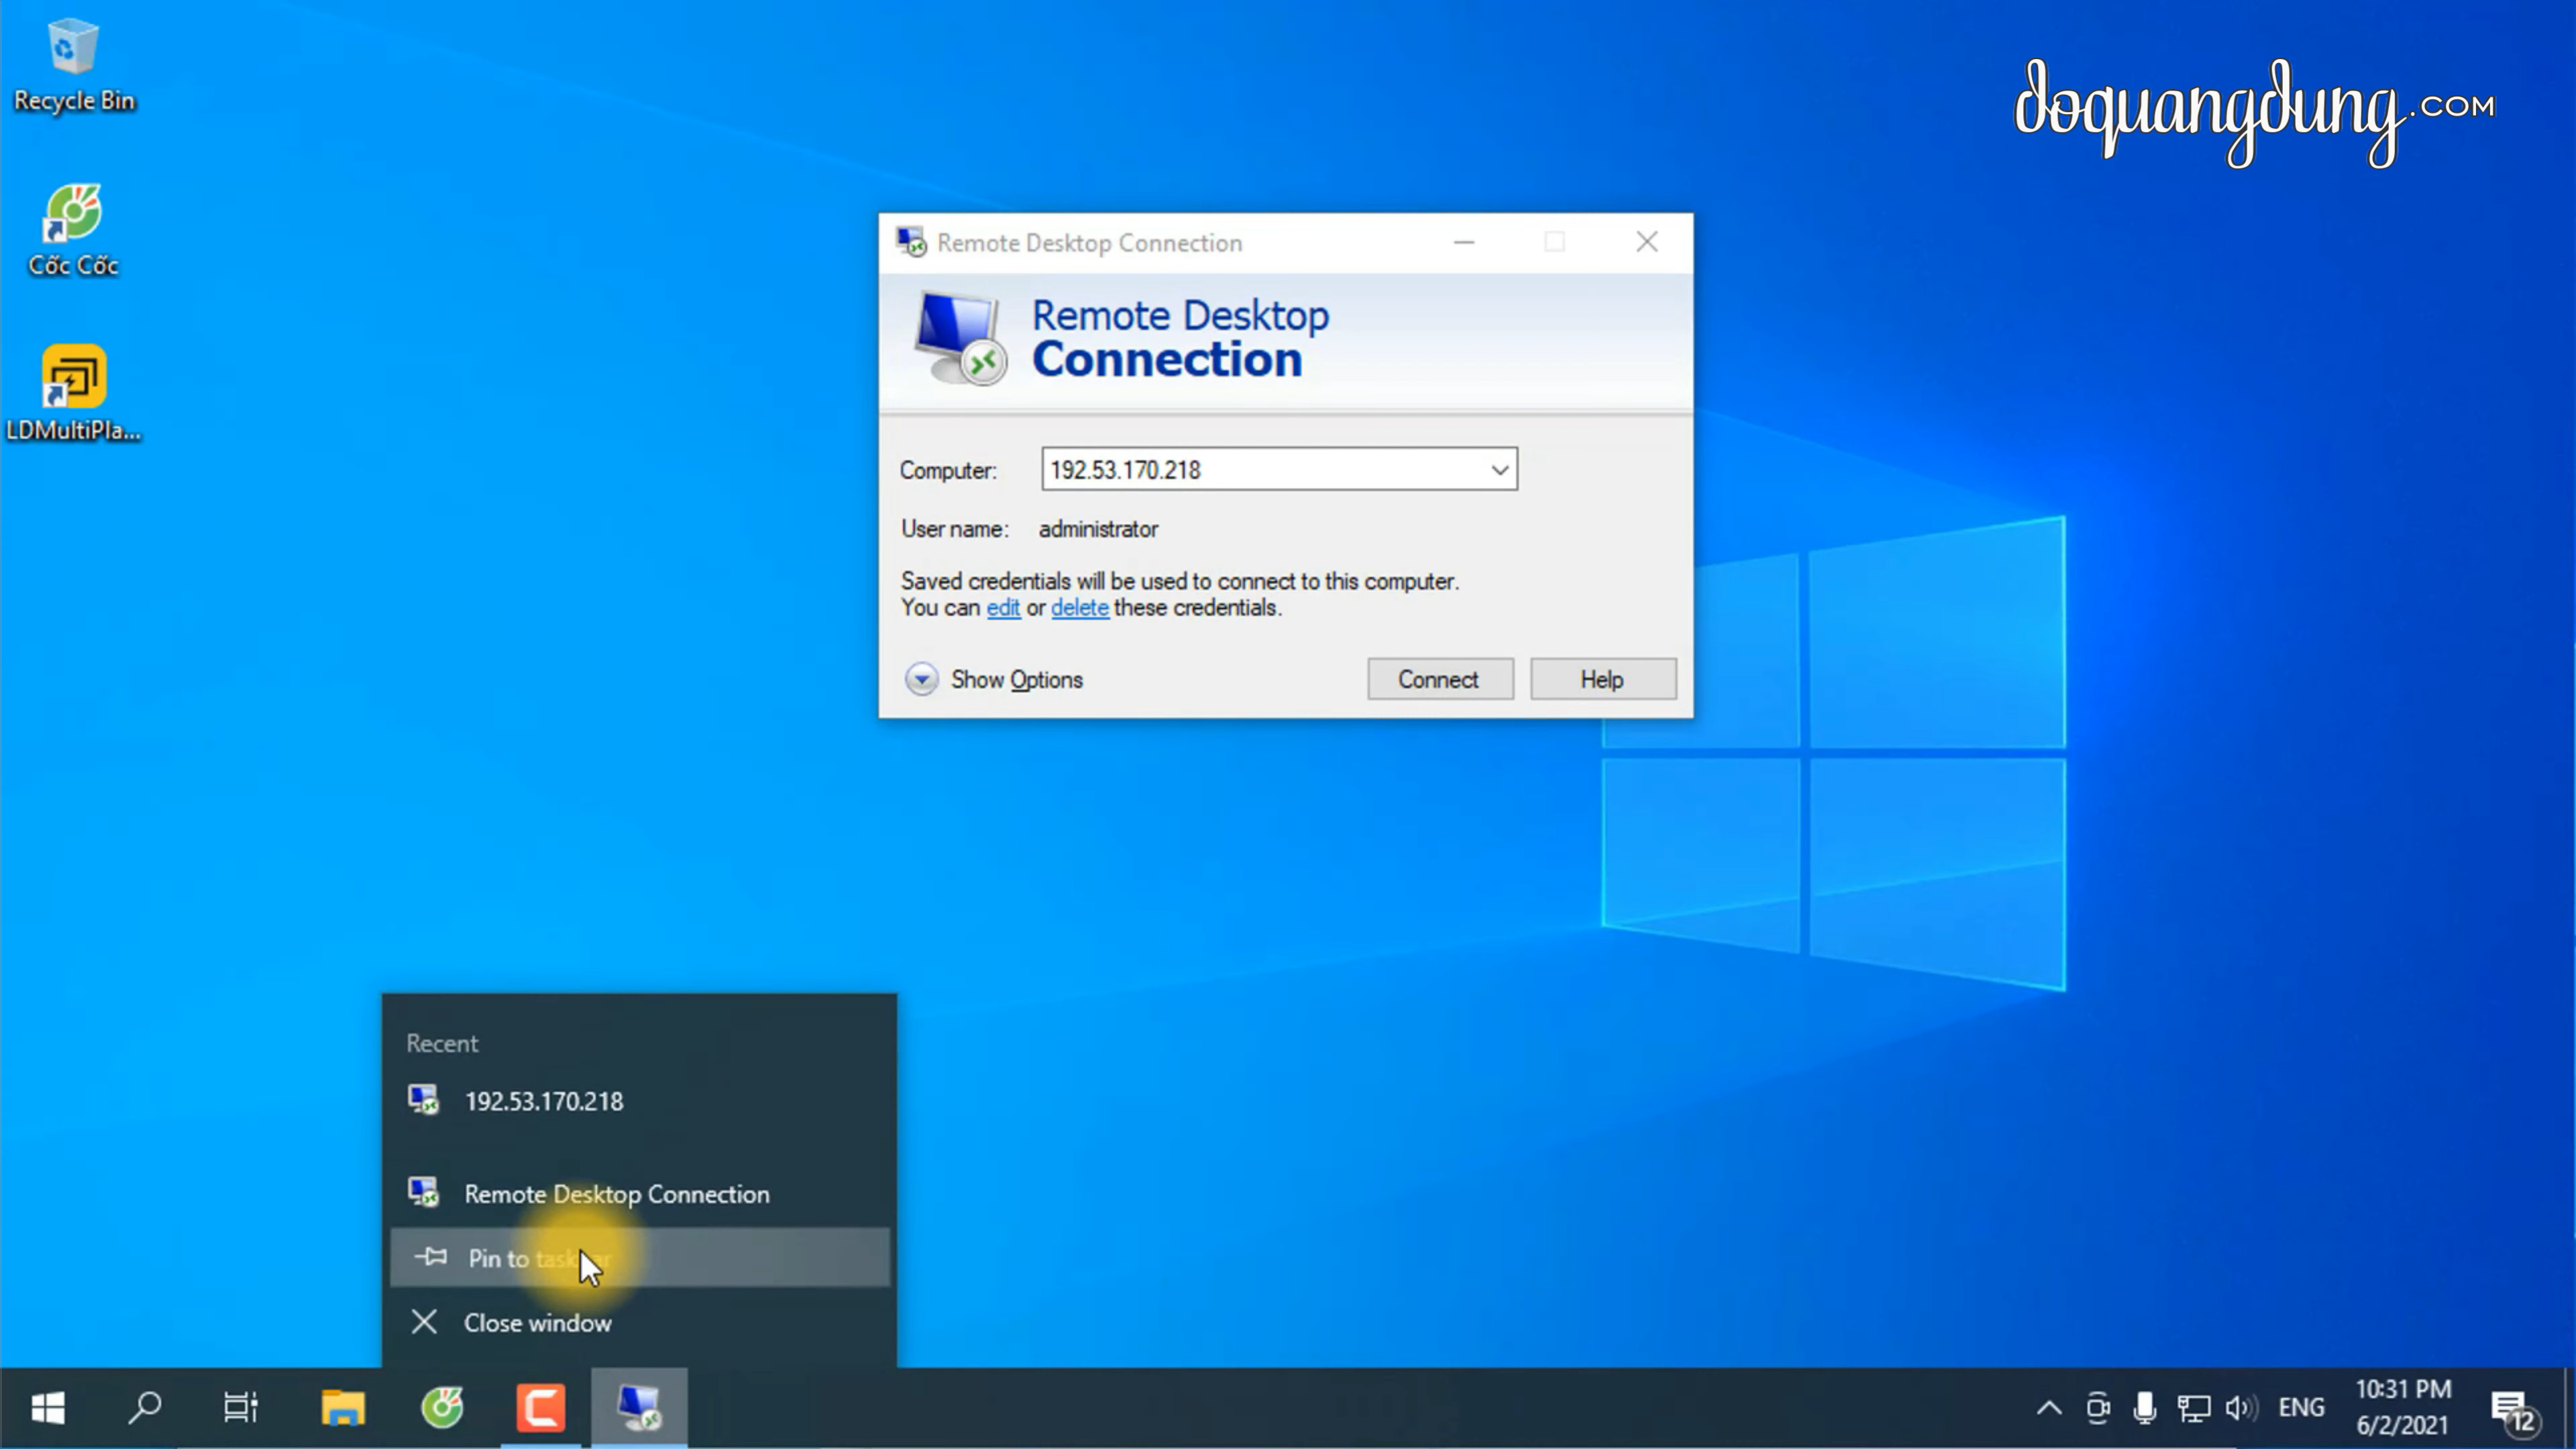 Recycle Bin
Cốc Cốc
LDMultiPla...
doquangdung.COM
Remote Desktop Connection
Remote Desktop
Connection
Computer: 192.53.170.218
User name: administrator
Saved credentials will be used to connect to this computer.
You can edit or delete these credentials.
Show Options Connect Help
Recent
192.53.170.218
Remote Desktop Connection
Pin to taskbar
Close window
ENG
10:31 PM
6/2/2021
12